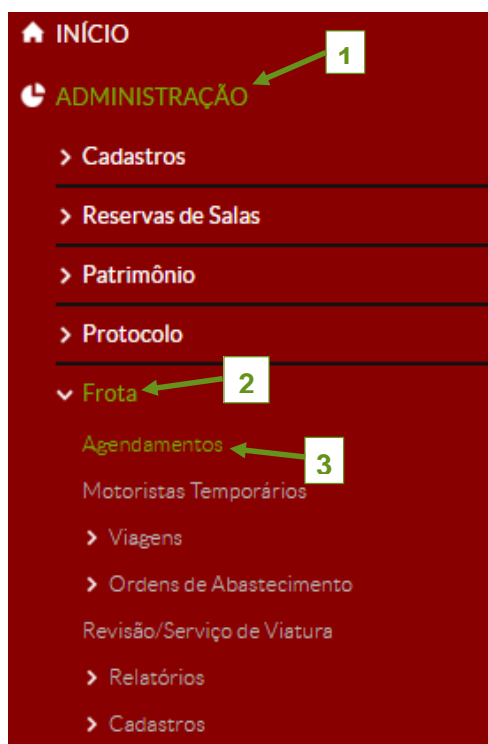 INÍCIO
1
ADMINISTRAÇÃO
Cadastros
Reservas de Salas
Patrimônio
Protocolo
2
Frota
Agendamentos
3
Motoristas Temporários
Viagens
Ordens de Abastecimento
Revisão/Serviço de Viatura
Relatórios
Cadastros